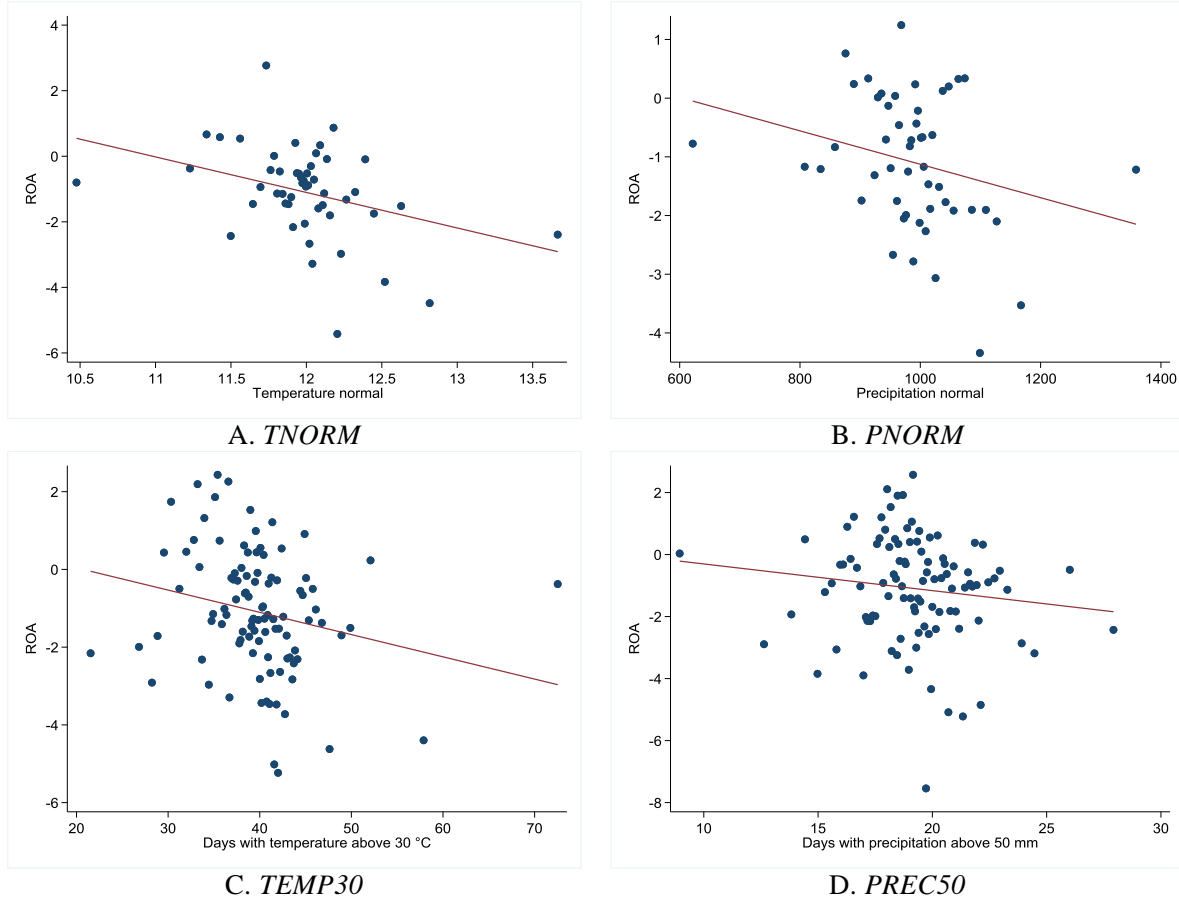 4
2
0
-2
-4
-6
ROA
10.5 11 11.5 12 12.5 13 13.5
Temperature normal
A. TNORM
1
0
-1
-2
-3
-4
ROA
600 800 1000 1200 1400
Precipitation normal
B. PNORM
2
0
-2
-4
-6
ROA
20 30 40 50 60 70
Days with temperature above 30 °C
C. TEMP30
2
0
-2
-4
-6
-8
ROA
10 15 20 25 30
Days with precipitation above 50 mm
D. PREC50